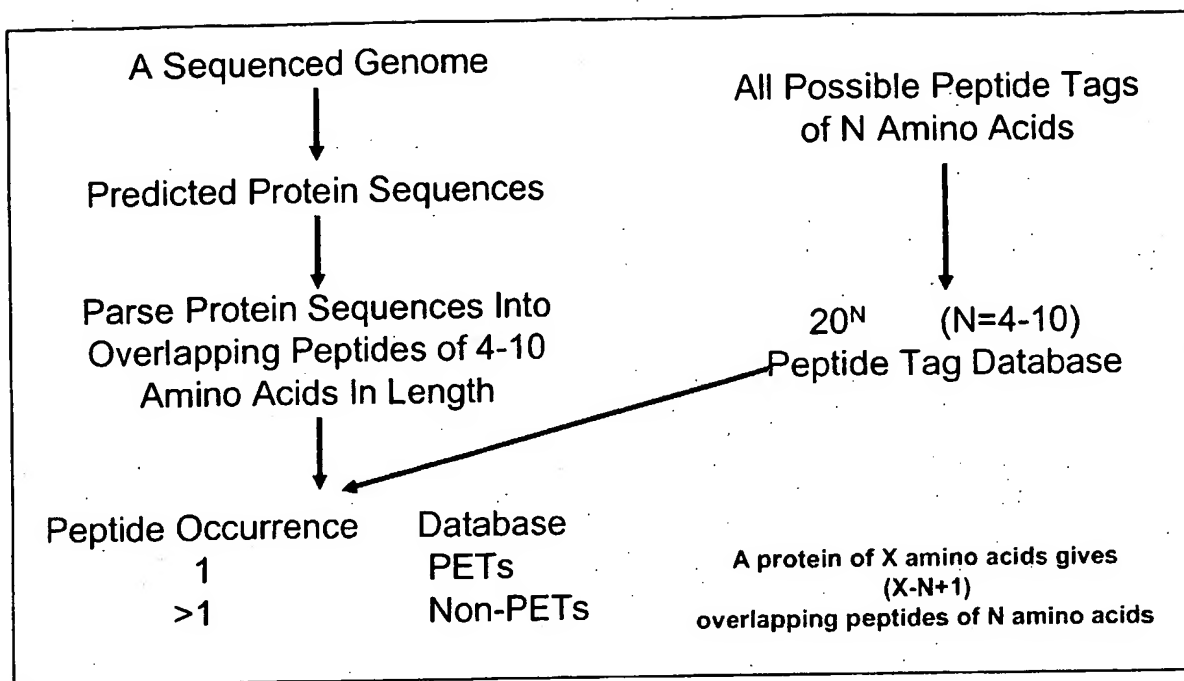 A Sequenced Genome
Predicted Protein Sequences
Parse Protein Sequences Into
Overlapping Peptides of 4-10
Amino Acids In Length
All Possible Peptide Tags
of N Amino Acids
20ᴺ (N=4-10)
Peptide Tag Database
Peptide Occurrence Database
1 PETs
>1 Non-PETs
A protein of X amino acids gives
(X-N+1)
overlapping peptides of N amino acids